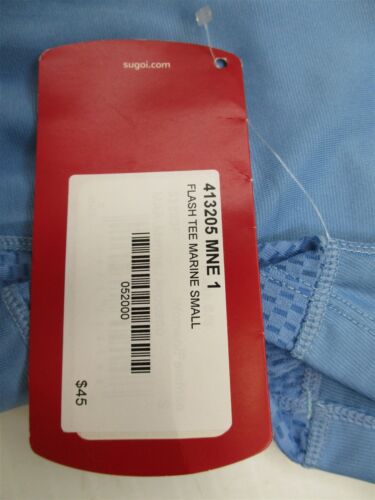 sugoi.com
413205 MNE 1
FLASH TEE MARINE SMALL
052000
$45